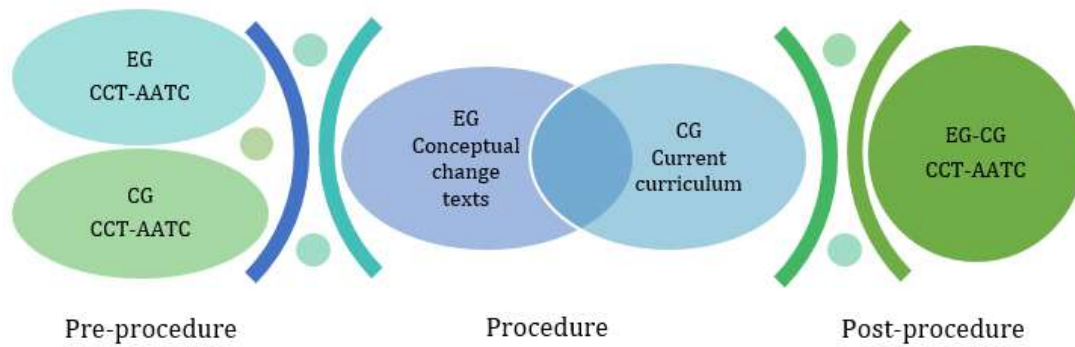 EG
CCT-AATC
CG
CCT-AATC
EG
Conceptual
change
texts
CG
Current
curriculum
EG-CG
CCT-AATC
Pre-procedure
Procedure
Post-procedure